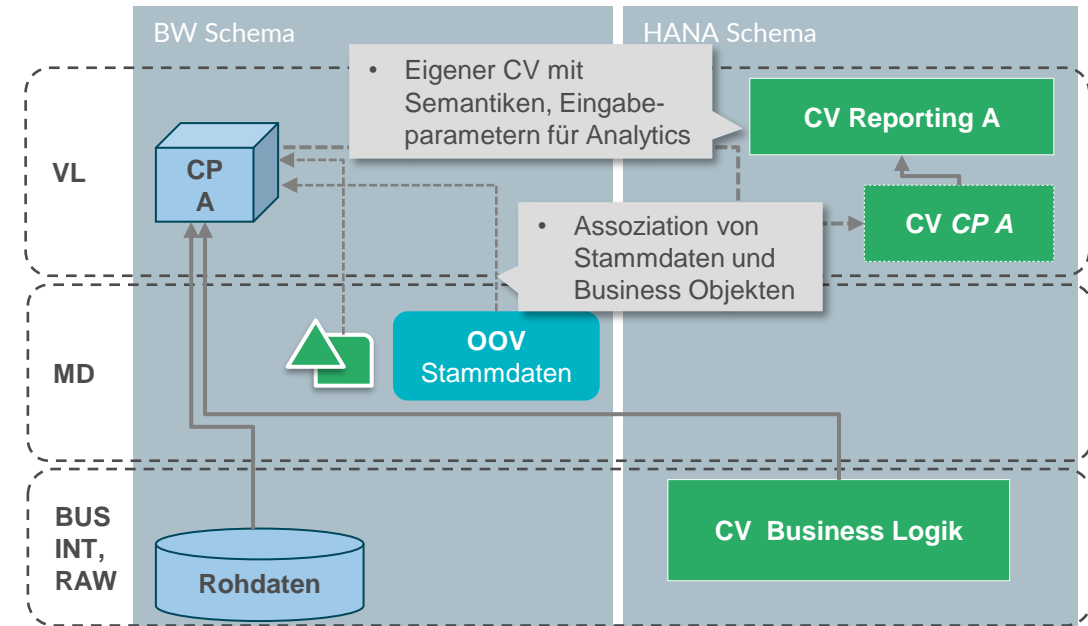 BW Schema
HANA Schema
• Eigener CV mit
Semantiken, Eingabe-
parametern für Analytics
CV Reporting A
VL
CP
A
• Assoziation von
Stammdaten und
Business Objekten
CV CP A
OOV
Stammdaten
MD
BUS
INT,
RAW
CV Business Logik
Rohdaten